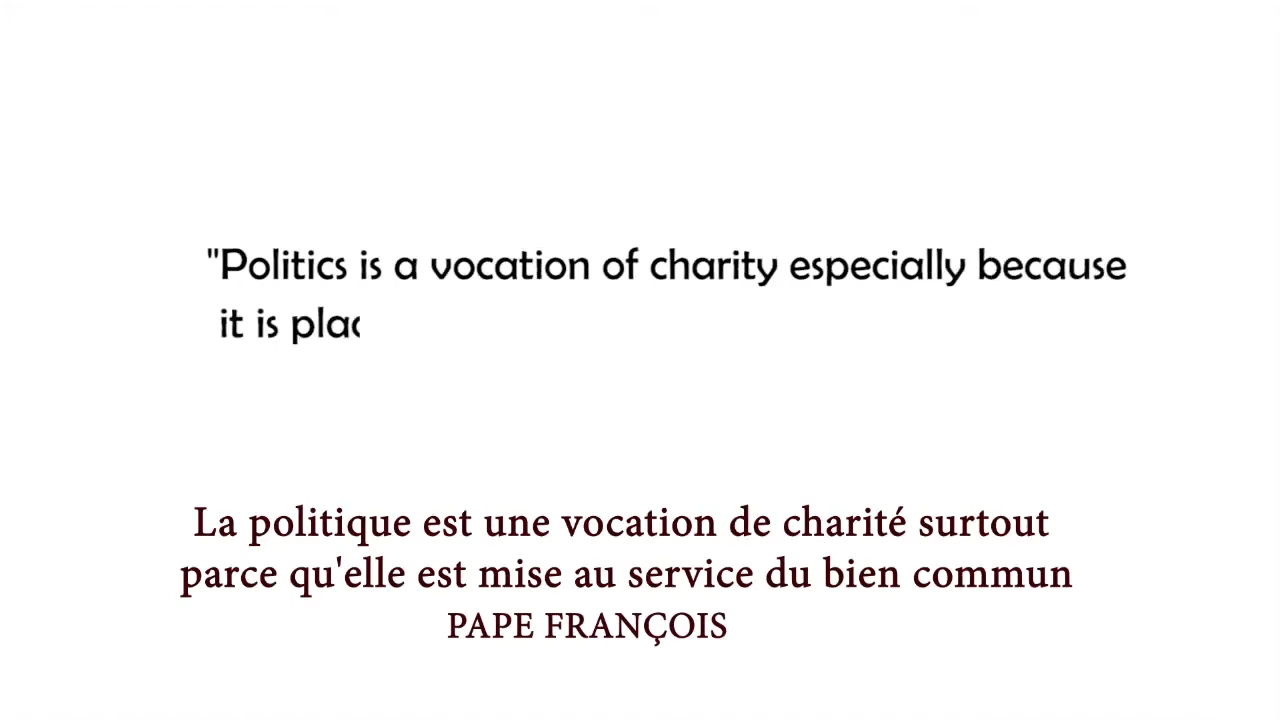 "Politics is a vocation of charity especially because
it is plac
La politique est une vocation de charité surtout
parce qu'elle est mise au service du bien commun
PAPE FRANÇOIS